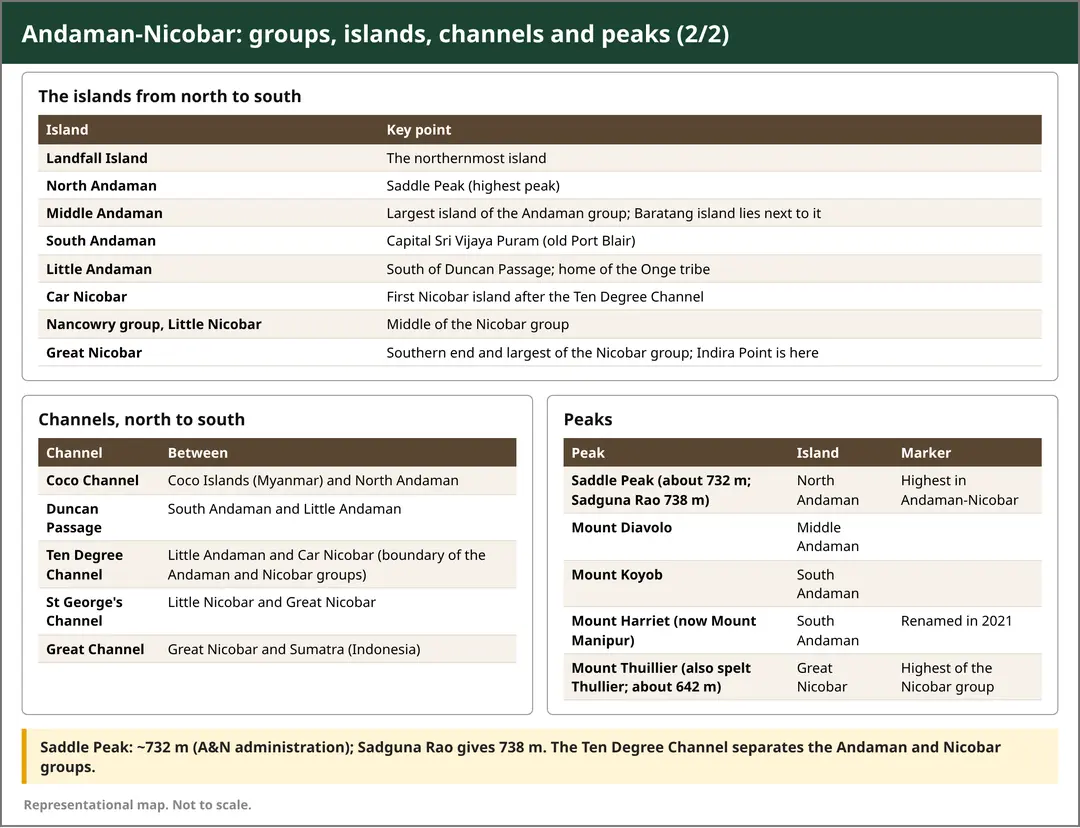 Andaman-Nicobar: groups, islands, channels and peaks (2/2)
The islands from north to south
Island Key point
Landfall Island The northernmost island
North Andaman Saddle Peak (highest peak)
Middle Andaman Largest island of the Andaman group; Baratang island lies next to it
South Andaman Capital Sri Vijaya Puram (old Port Blair)
Little Andaman South of Duncan Passage; home of the Onge tribe
Car Nicobar First Nicobar island after the Ten Degree Channel
Nancowry group, Little Nicobar Middle of the Nicobar group
Great Nicobar Southern end and largest of the Nicobar group; Indira Point is here
Channels, north to south
Channel Between
Coco Channel Coco Islands (Myanmar) and North Andaman
Duncan South Andaman and Little Andaman
Passage
Ten Degree Little Andaman and Car Nicobar (boundary of the
Channel Andaman and Nicobar groups)
St George's Little Nicobar and Great Nicobar
Channel
Great Channel Great Nicobar and Sumatra (Indonesia)
Peaks
Peak Island Marker
Saddle Peak (about 732 m; North Highest in
Sadguna Rao 738 m) Andaman Andaman-Nicobar
Mount Diavolo Middle
Andaman
Mount Koyob South
Andaman
Mount Harriet (now Mount South Renamed in 2021
Manipur) Andaman
Mount Thuillier (also spelt Great Highest of the
Thullier; about 642 m) Nicobar Nicobar group
Saddle Peak: ~732 m (A&N administration); Sadguna Rao gives 738 m. The Ten Degree Channel separates the Andaman and Nicobar
groups.
Representational map. Not to scale.